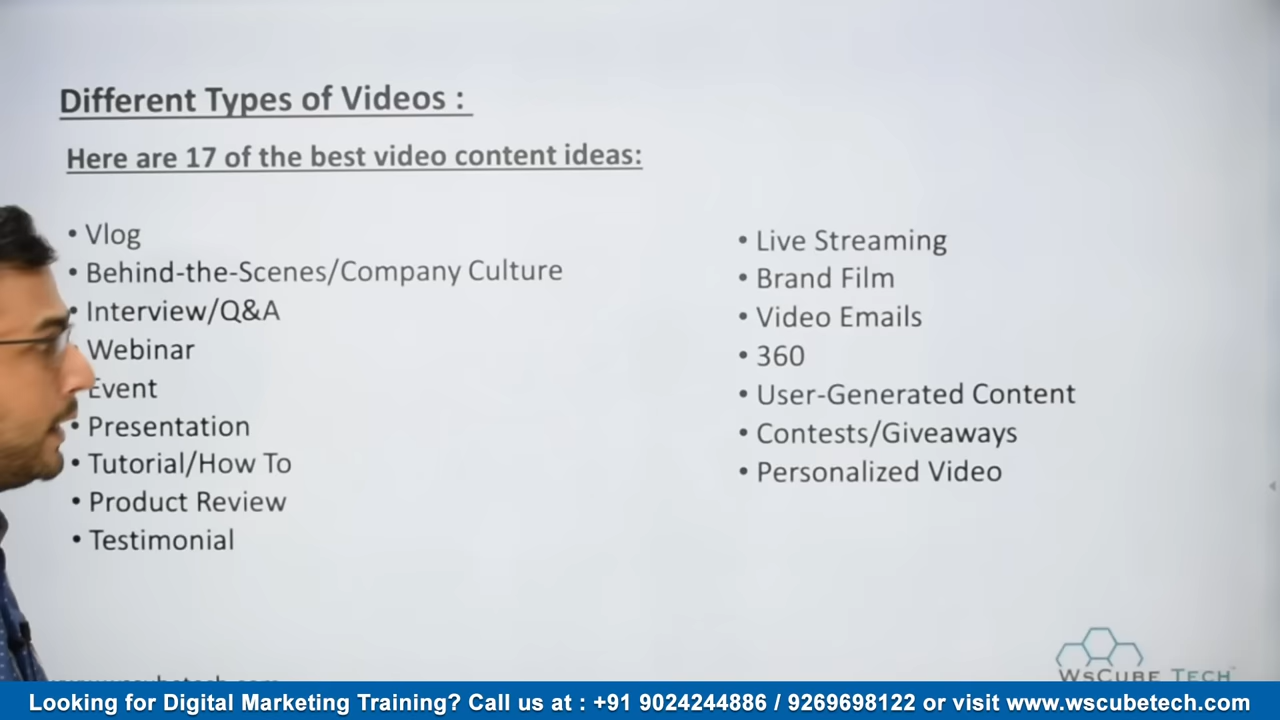 Different Types of Videos :
Here are 17 of the best video content ideas:
• Vlog
• Behind-the-Scenes/Company Culture
• Interview/Q&A
Webinar
Event
• Presentation
• Tutorial/How To
• Product Review
• Testimonial
• Live Streaming
• Brand Film
• Video Emails
• 360
• User-Generated Content
• Contests/Giveaways
• Personalized Video
WsCube Tech
Looking for Digital Marketing Training? Call us at : +91 9024244886 / 9269698122 or visit www.wscubetech.com